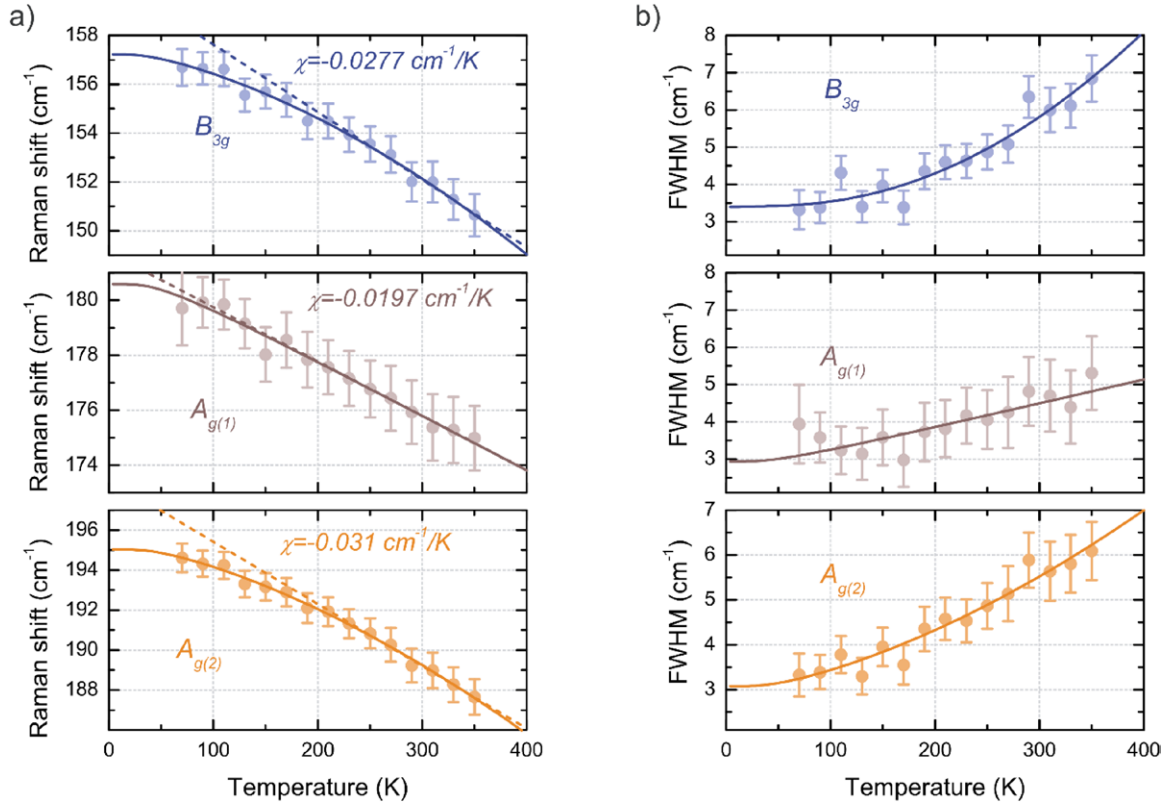 a)
158
156
154
152
150
Raman shift (cm⁻¹)
χ=-0.0277 cm⁻¹/K
B₃g
180
178
176
174
Raman shift (cm⁻¹)
χ=-0.0197 cm⁻¹/K
Ag(1)
196
194
192
190
188
Raman shift (cm⁻¹)
χ=-0.031 cm⁻¹/K
Ag(2)
0 100 200 300 400
Temperature (K)
b)
8
7
6
5
4
3
FWHM (cm⁻¹)
B₃g
8
7
6
5
4
3
FWHM (cm⁻¹)
Ag(1)
7
6
5
4
3
FWHM (cm⁻¹)
Ag(2)
0 100 200 300 400
Temperature (K)